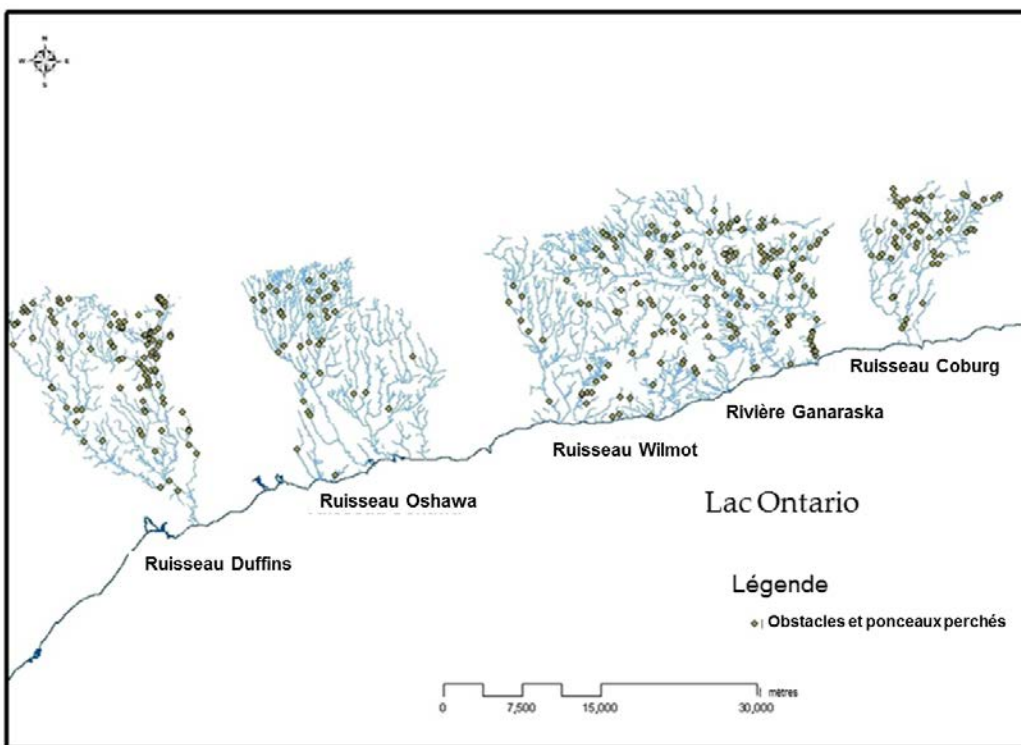 N
W E
S
Ruisseau Coburg
Rivière Ganaraska
Ruisseau Wilmot
Ruisseau Oshawa
Lac Ontario
Ruisseau Duffins
Légende
Obstacles et ponceaux perchés
mètres
0 7,500 15,000 30,000